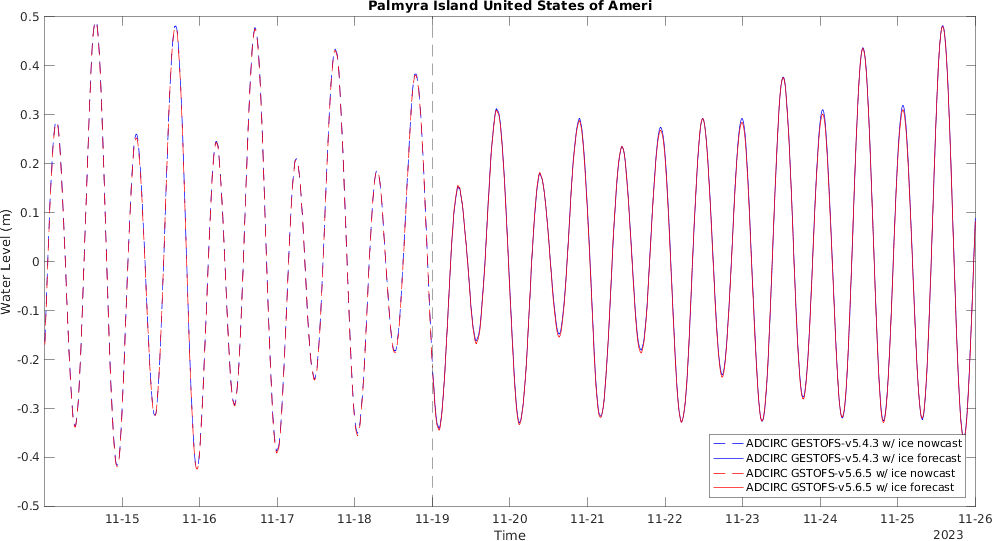 Palmyra Island United States of Ameri
0.5
0.4
0.3
0.2
0.1
0
-0.1
-0.2
-0.3
-0.4
-0.5
Water Level (m)
11-15 11-16 11-17 11-18 11-19 11-20 11-21 11-22 11-23 11-24 11-25 11-26
Time
2023
ADCIRC GESTOFS-v5.4.3 w/ ice nowcast
ADCIRC GESTOFS-v5.4.3 w/ ice forecast
ADCIRC GSTOFS-v5.6.5 w/ ice nowcast
ADCIRC GSTOFS-v5.6.5 w/ ice forecast